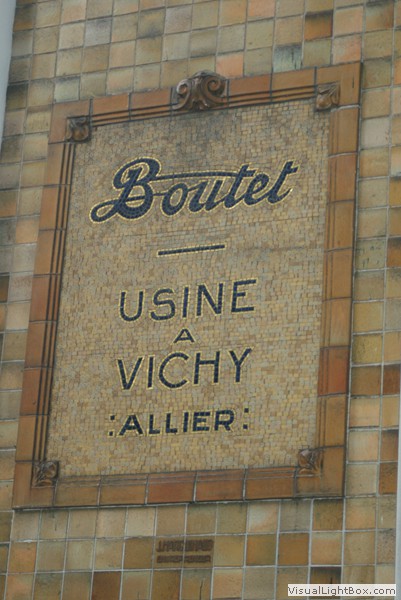 Boutet
USINE
A
VICHY
:ALLIER:
VisualLightBox.com